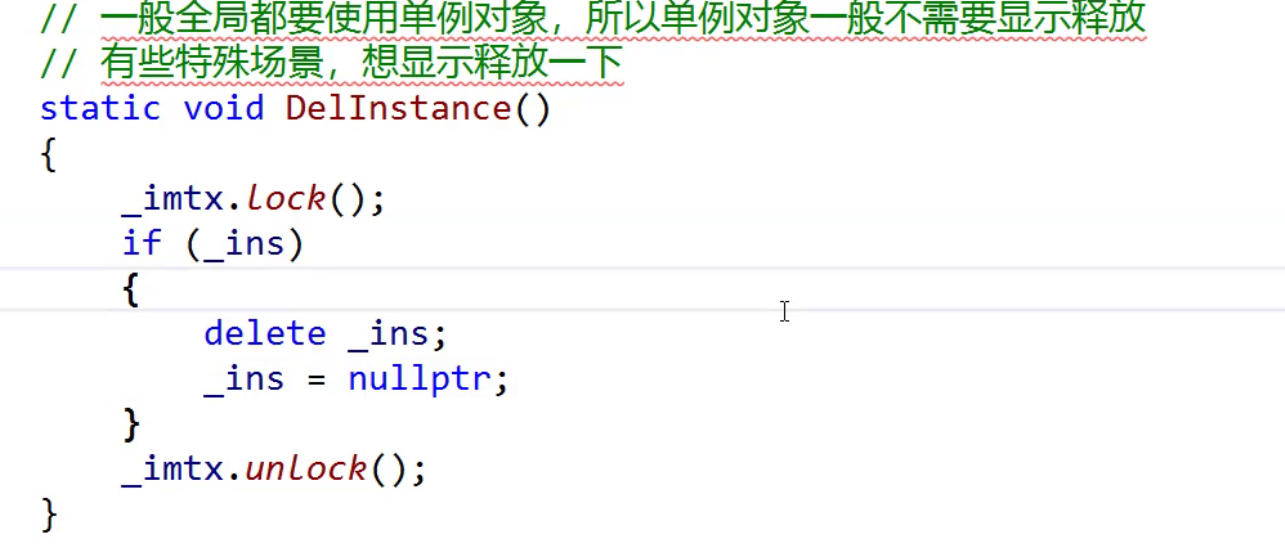 // 一般全局都要使用单例对象，所以单例对象一般不需要显示释放
// 有些特殊场景，想显示释放一下
static void DelInstance()
{
    _imtx.lock();
    if (_ins)
    {
        delete _ins;
        _ins = nullptr;
    }
    _imtx.unlock();
}